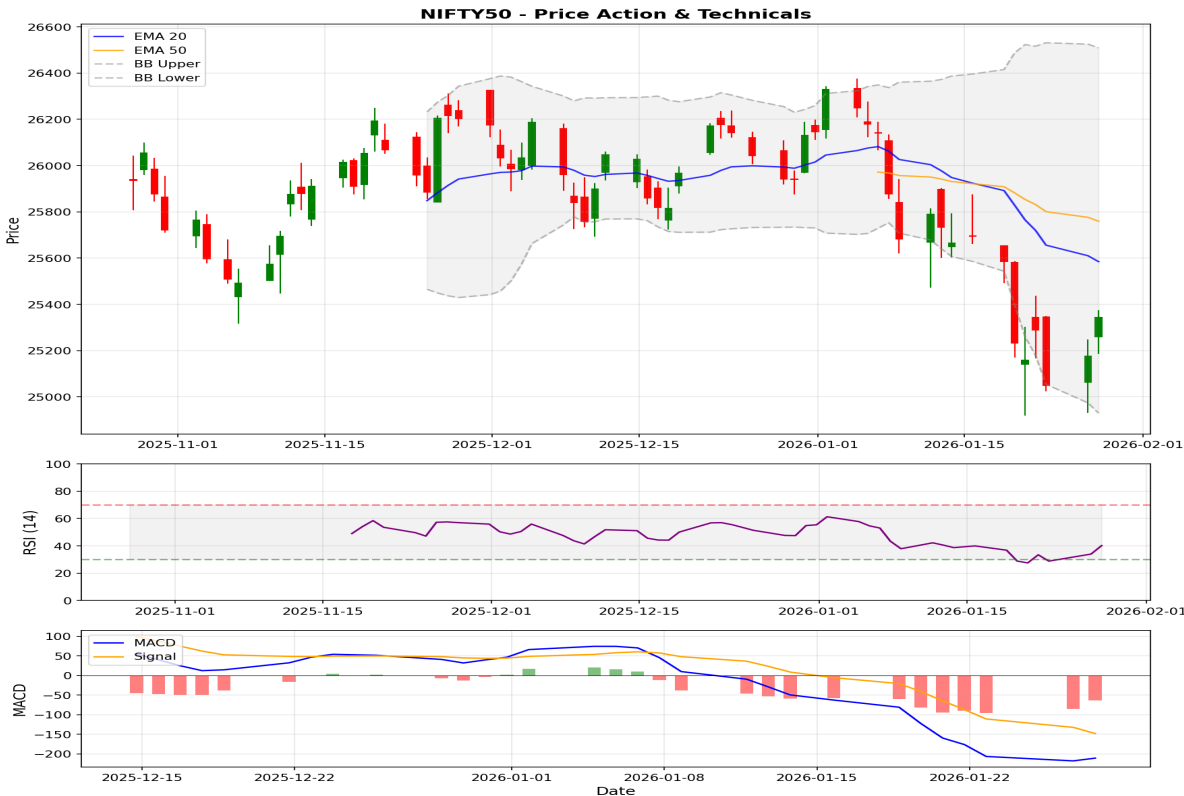 NIFTY50 - Price Action & Technicals
26600
26400
26200
26000
25800
25600
25400
25200
25000
Price
EMA 20
EMA 50
BB Upper
BB Lower
2025-11-01 2025-11-15 2025-12-01 2025-12-15 2026-01-01 2026-01-15 2026-02-01
100
80
60
40
20
0
RSI (14)
2025-11-01 2025-11-15 2025-12-01 2025-12-15 2026-01-01 2026-01-15 2026-02-01
100
50
0
−50
−100
−150
−200
MACD
MACD
Signal
2025-12-15 2025-12-22 2026-01-01 2026-01-08 2026-01-15 2026-01-22
Date